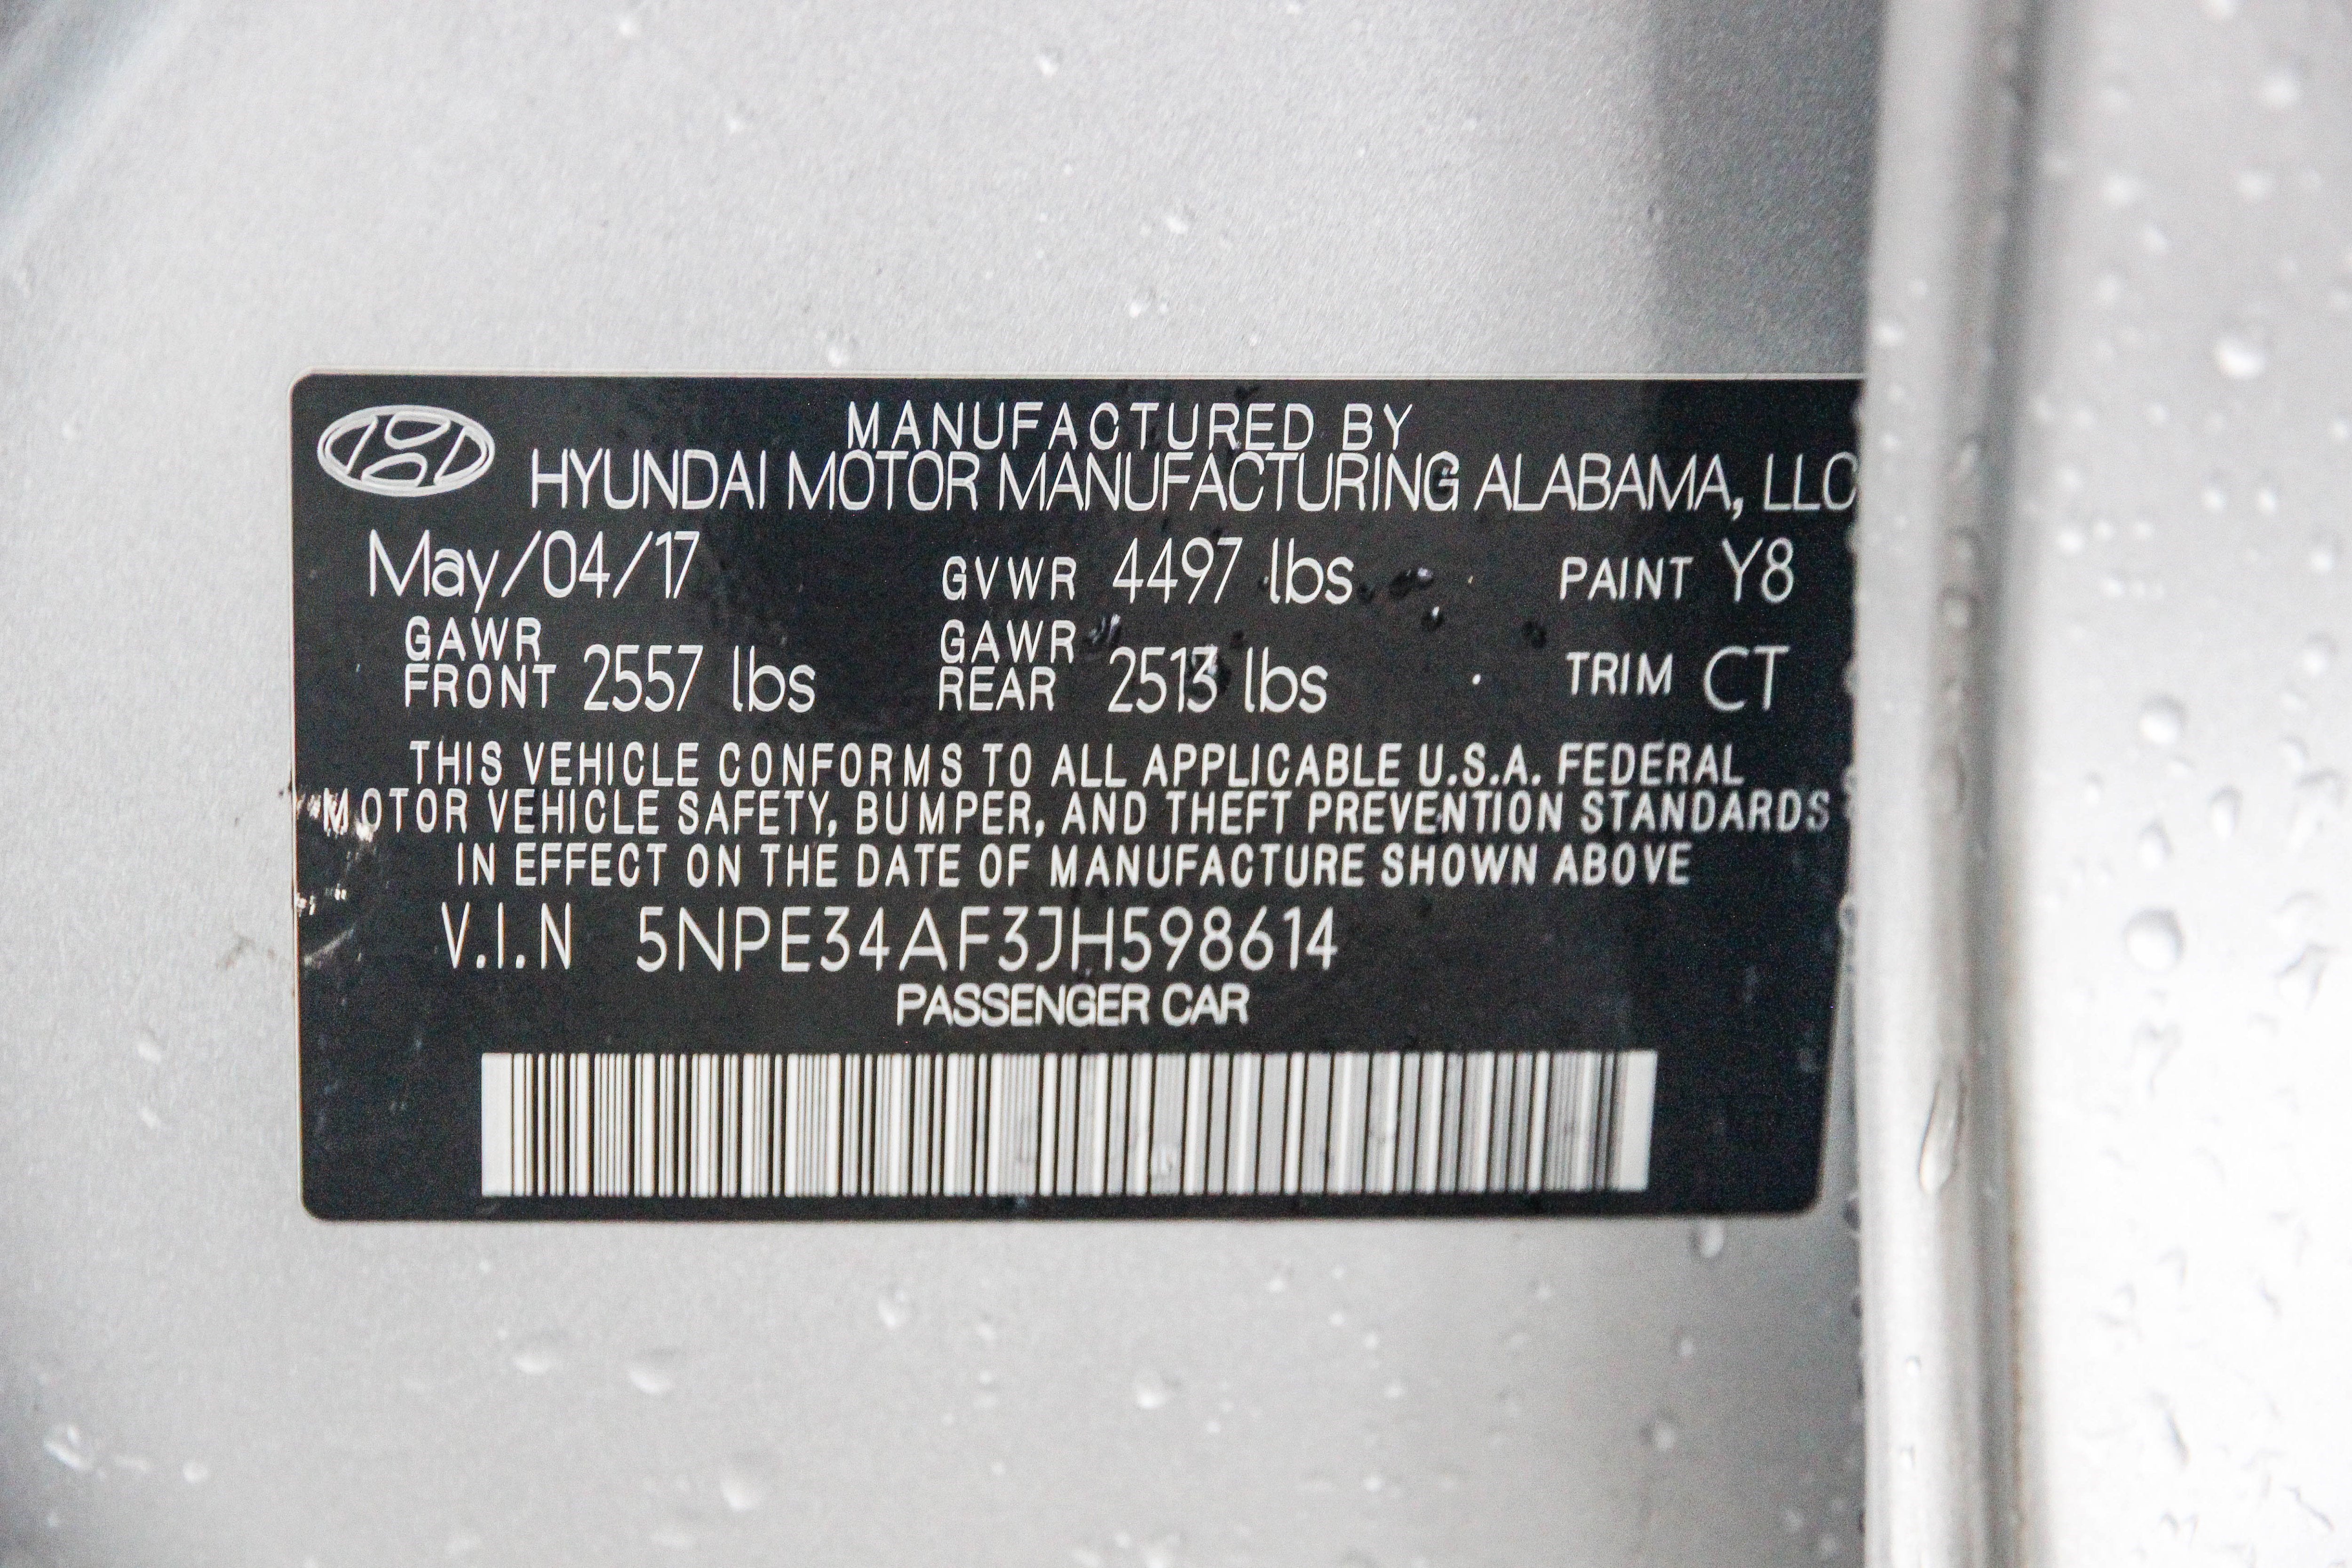 MANUFACTURED BY
HYUNDAI MOTOR MANUFACTURING ALABAMA, LLC
May/04/17 GVWR 4497 lbs PAINT Y8
GAWR FRONT 2557 lbs GAWR REAR 2513 lbs TRIM CT
THIS VEHICLE CONFORMS TO ALL APPLICABLE U.S.A. FEDERAL
MOTOR VEHICLE SAFETY, BUMPER, AND THEFT PREVENTION STANDARDS
IN EFFECT ON THE DATE OF MANUFACTURE SHOWN ABOVE
V.I.N 5NPE34AF3JH598614
PASSENGER CAR